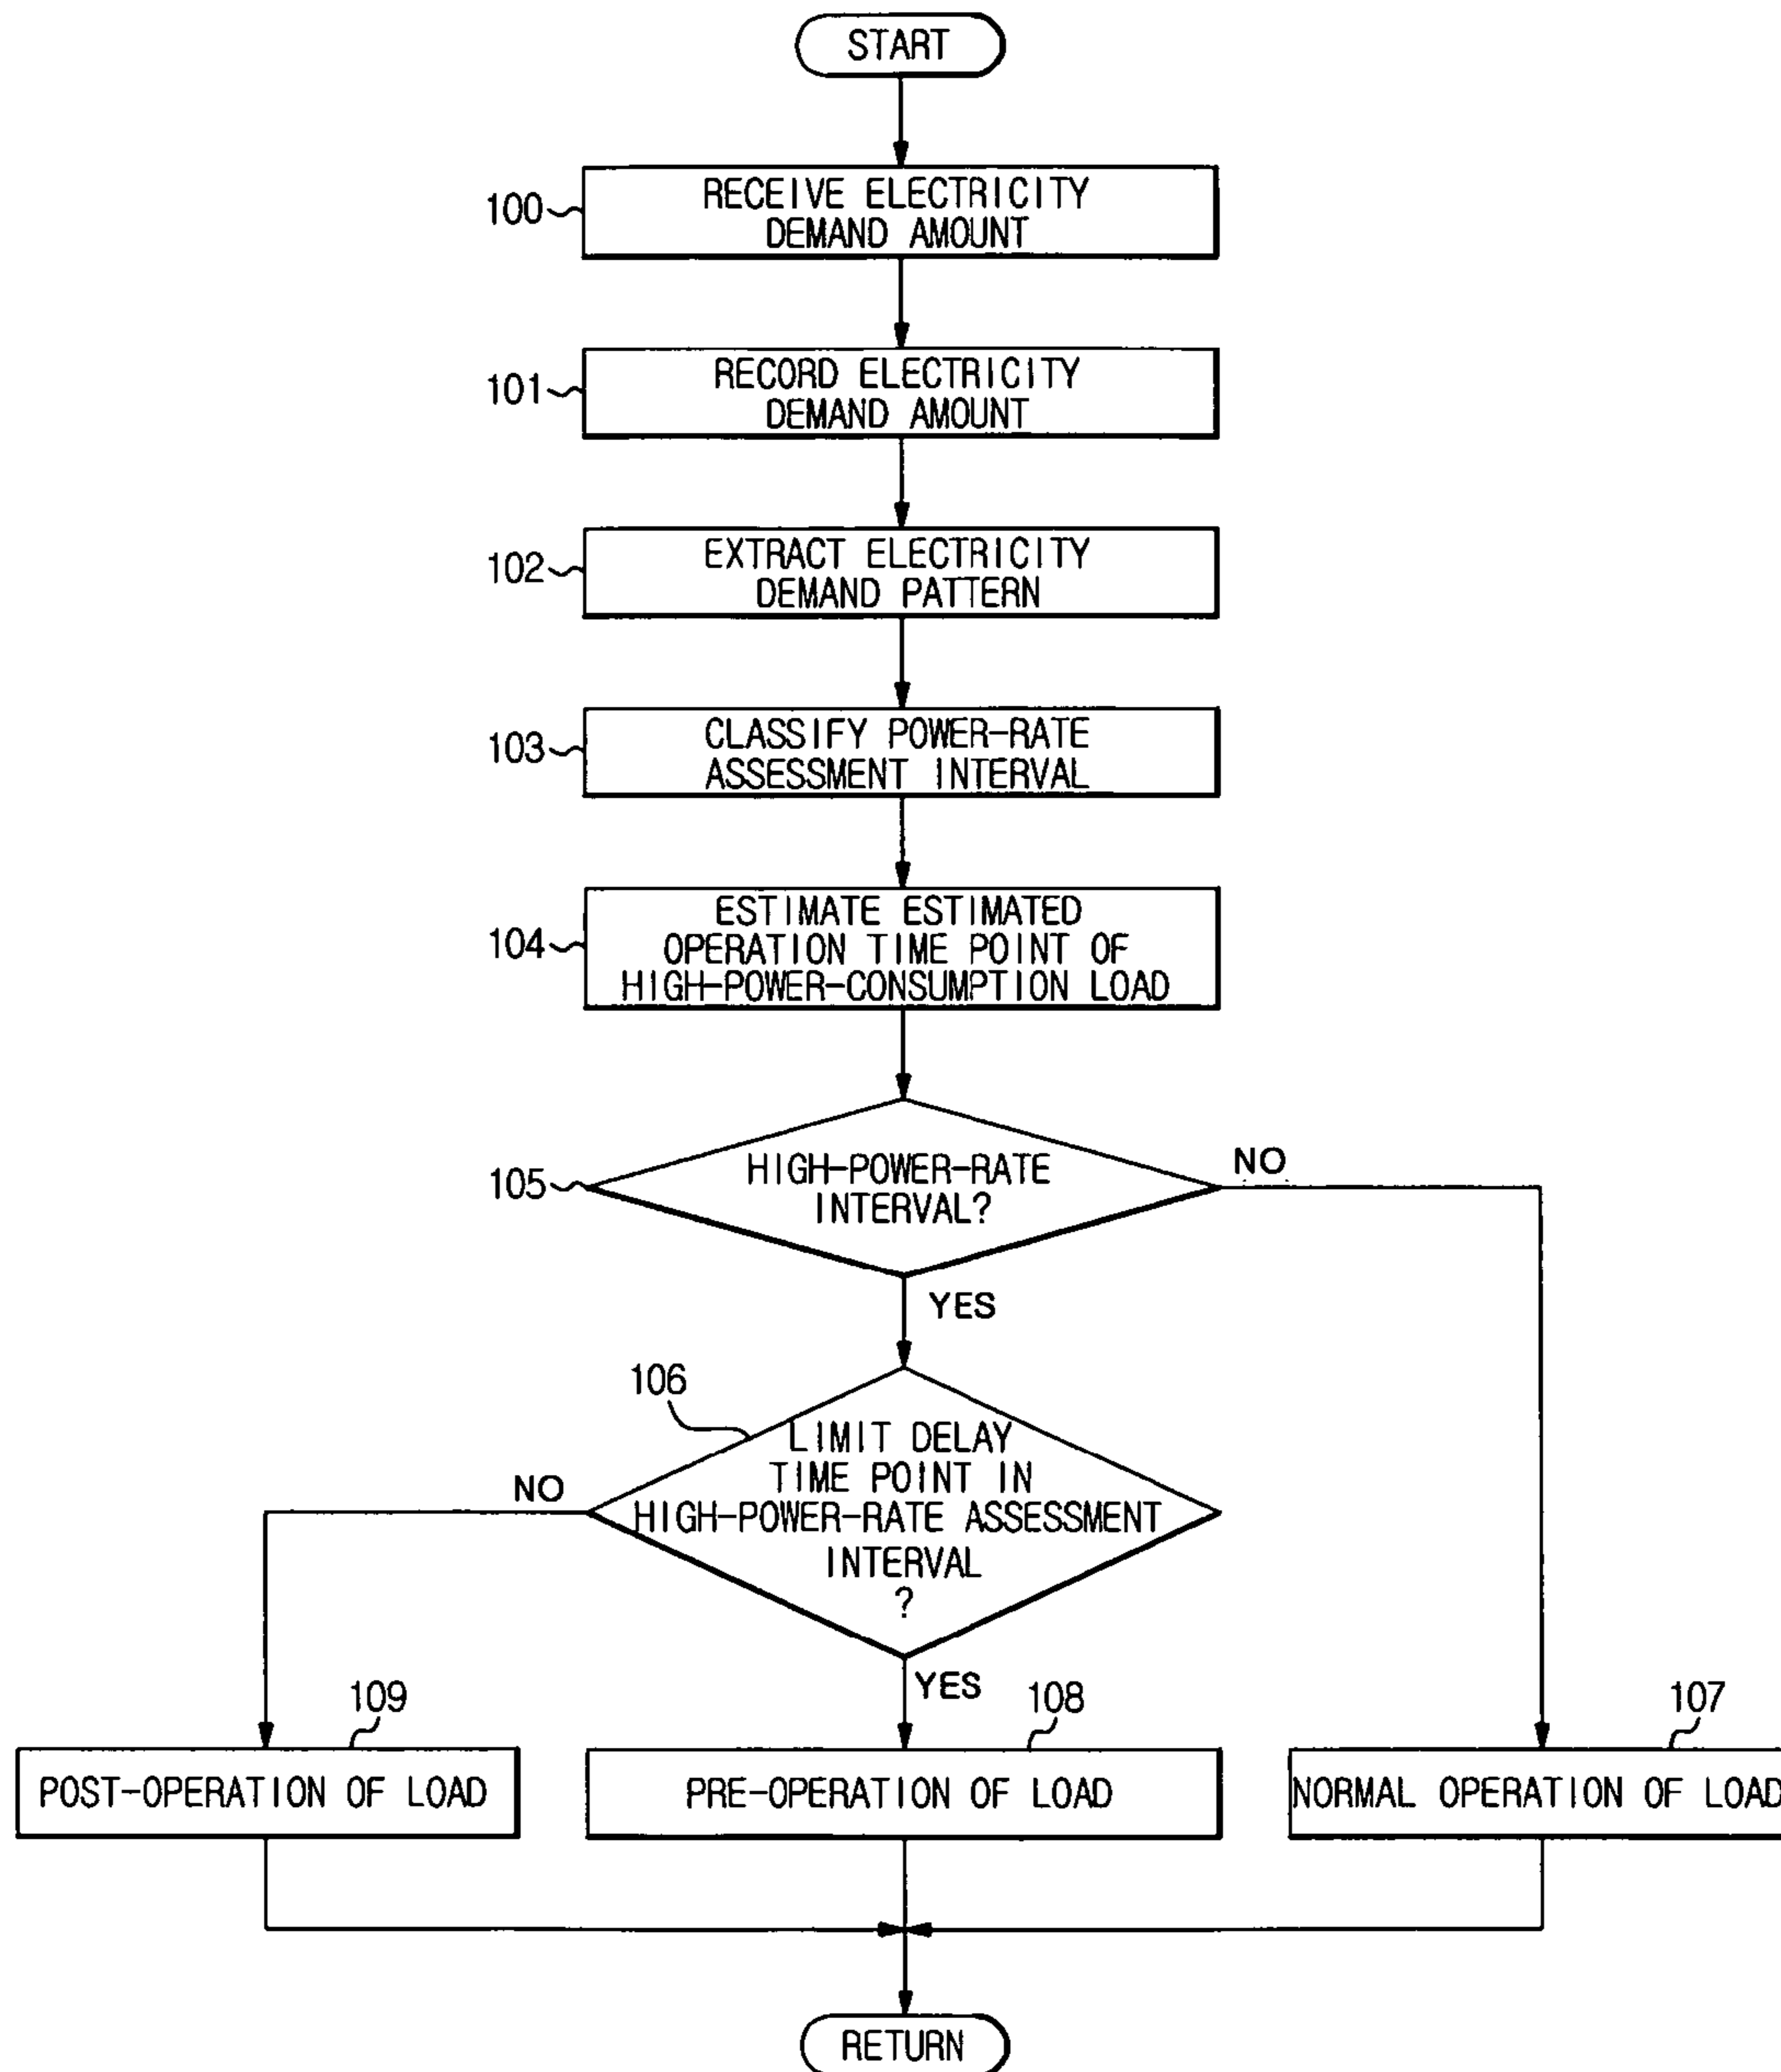 START
100
RECEIVE ELECTRICITY
DEMAND AMOUNT
101
RECORD ELECTRICITY
DEMAND AMOUNT
102
EXTRACT ELECTRICITY
DEMAND PATTERN
103
CLASSIFY POWER-RATE
ASSESSMENT INTERVAL
104
ESTIMATE ESTIMATED
OPERATION TIME POINT OF
HIGH-POWER-CONSUMPTION LOAD
105
HIGH-POWER-RATE
INTERVAL?
NO
YES
106
LIMIT DELAY
TIME POINT IN
HIGH-POWER-RATE ASSESSMENT
INTERVAL
?
NO
YES
109
POST-OPERATION OF LOAD
108
PRE-OPERATION OF LOAD
107
NORMAL OPERATION OF LOAD
RETURN